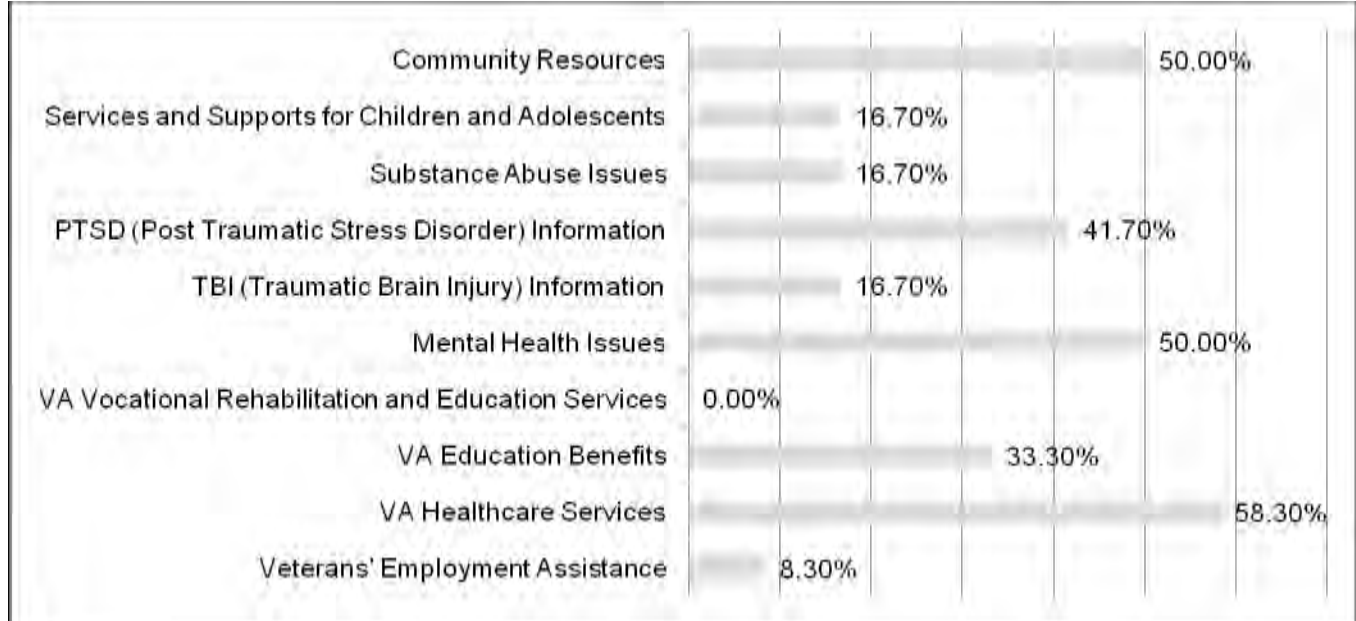 Community Resources 50.00%
Services and Supports for Children and Adolescents 16.70%
Substance Abuse Issues 16.70%
PTSD (Post Traumatic Stress Disorder) Information 41.70%
TBI (Traumatic Brain Injury) Information 16.70%
Mental Health Issues 50.00%
VA Vocational Rehabilitation and Education Services 0.00%
VA Education Benefits 33.30%
VA Healthcare Services 58.30%
Veterans' Employment Assistance 8.30%